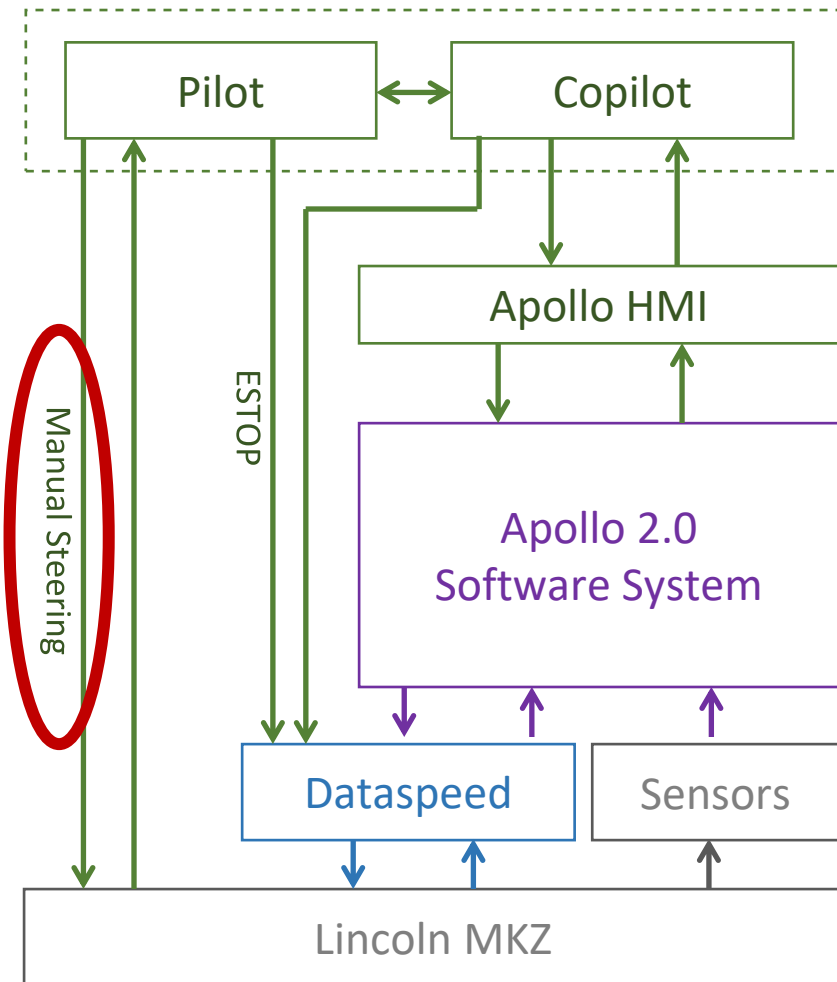 Pilot
Copilot
Apollo HMI
ESTOP
Manual Steering
Apollo 2.0
Software System
Dataspeed
Sensors
Lincoln MKZ